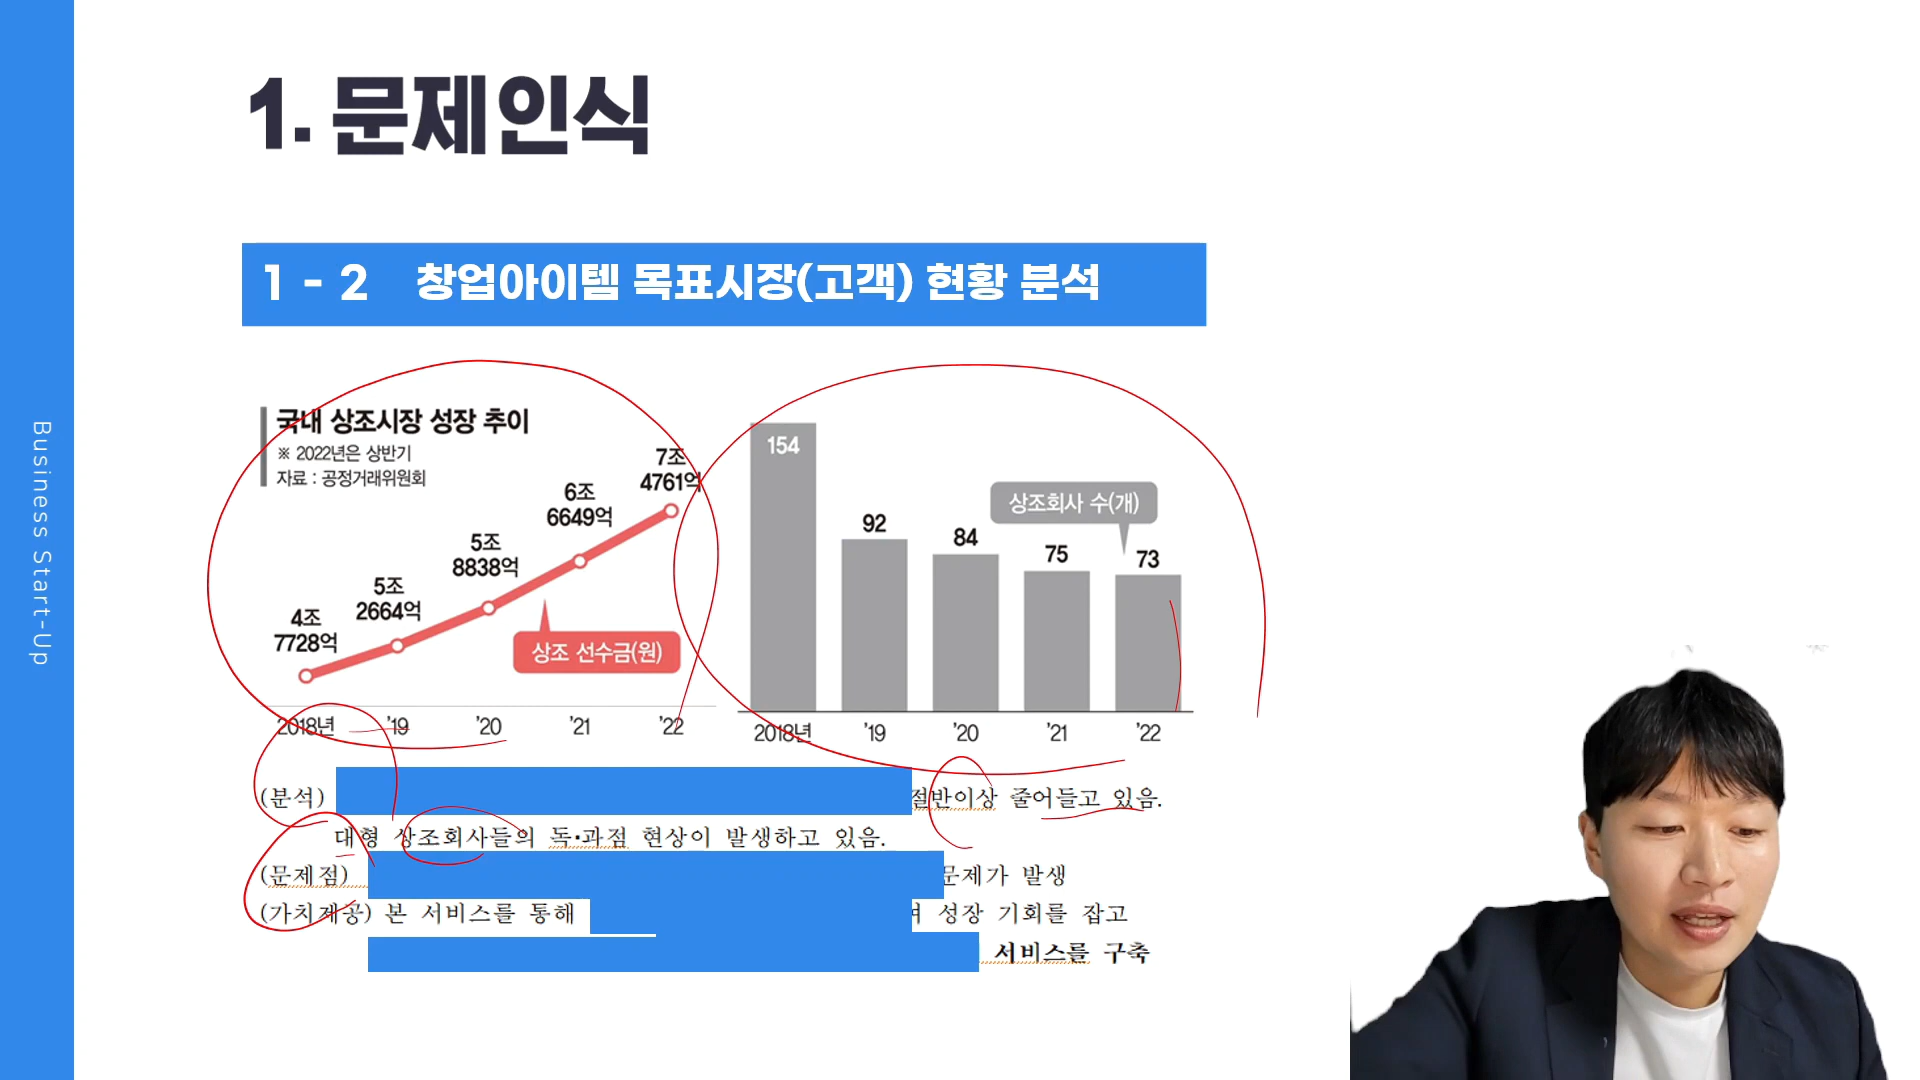 1. 문제인식
1 - 2 창업아이템 목표시장(고객) 현황 분석
국내 상조시장 성장 추이
※ 2022년은 상반기
자료 : 공정거래위원회
4조
7728억
5조
2664억
5조
8838억
6조
6649억
7조
4761억
상조 선수금(원)
2018년 '19 '20 '21 '22
154
92
84
75
73
상조회사 수(개)
2018년 '19 '20 '21 '22
(분석) 절반이상 줄어들고 있음.
대형 상조회사들의 독·과점 현상이 발생하고 있음.
(문제점) 문제가 발생
(가치제공) 본 서비스를 통해 성장 기회를 잡고
서비스를 구축
Business Start-Up